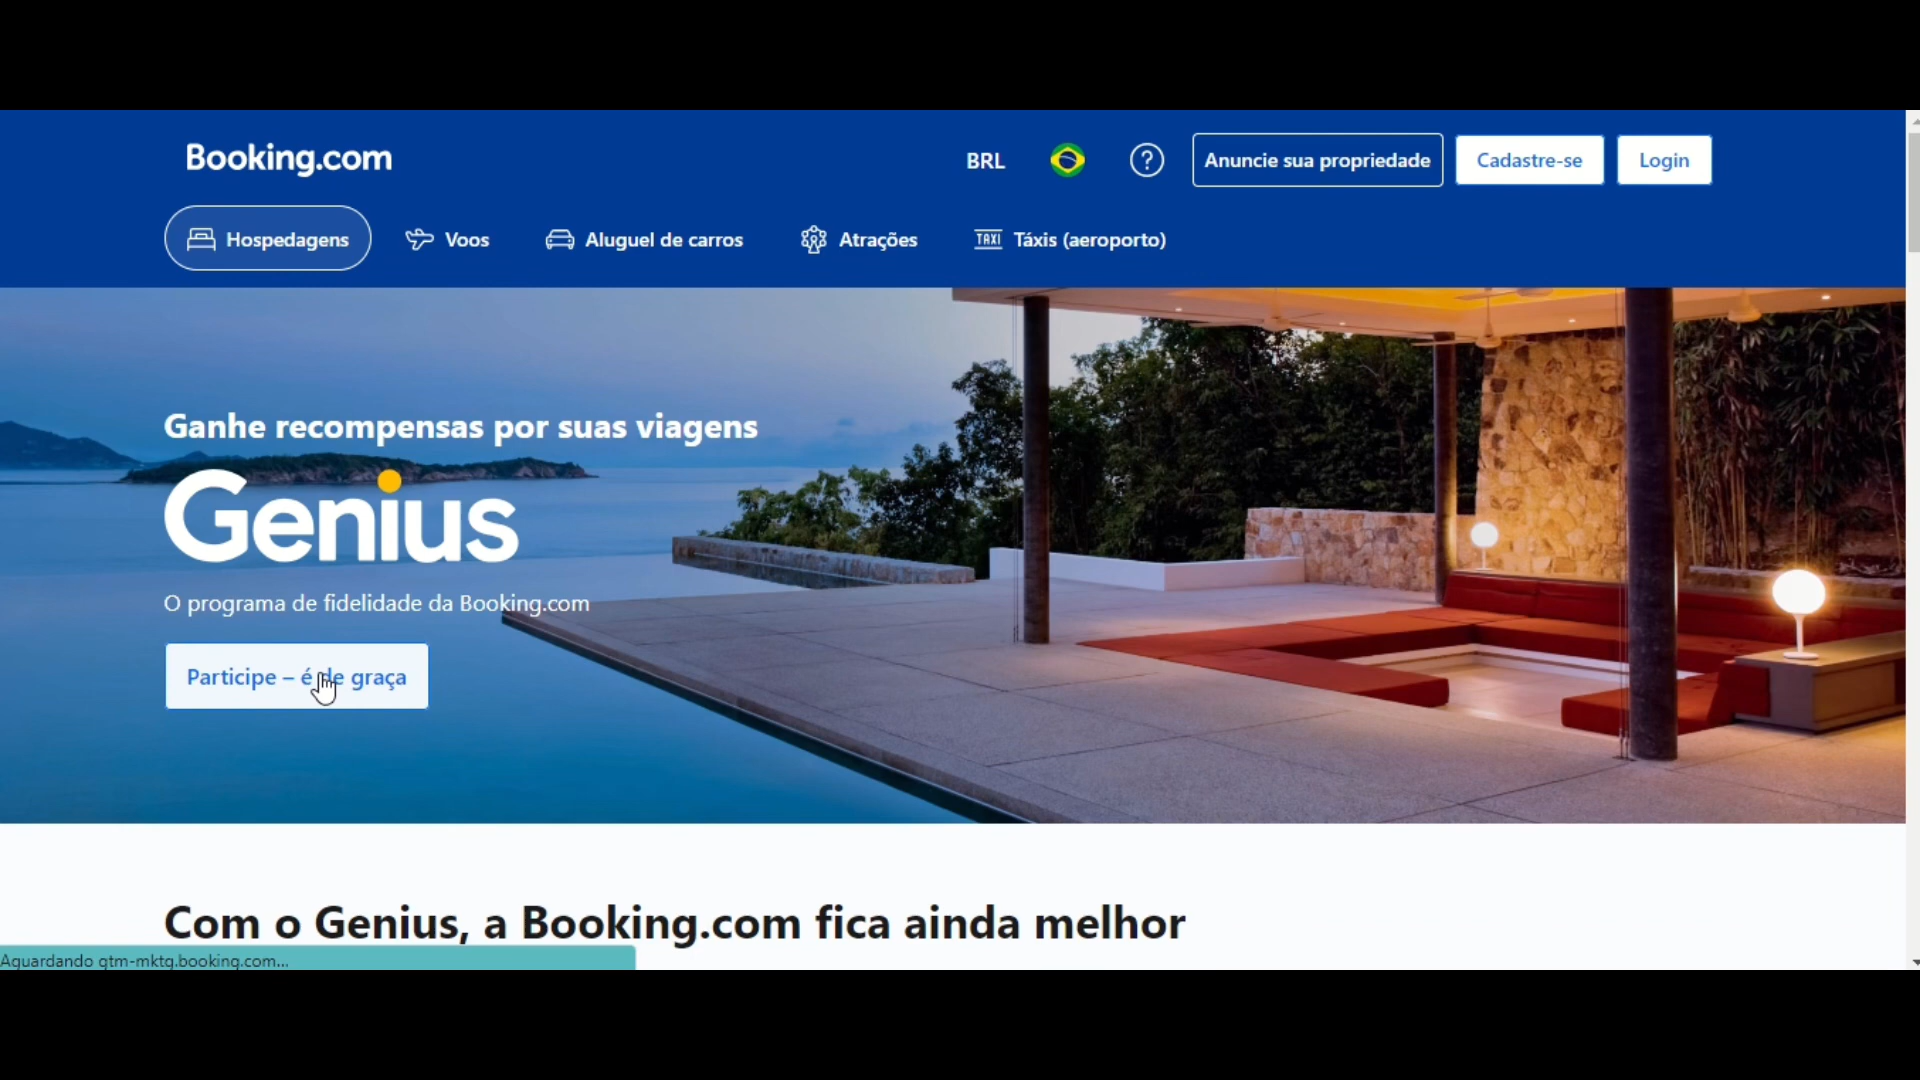 Booking.com
BRL
?
Anuncie sua propriedade
Cadastre-se
Login
Hospedagens
Voos
Aluguel de carros
Atrações
TAXI
Táxis (aeroporto)
Ganhe recompensas por suas viagens
Genius
O programa de fidelidade da Booking.com
Participe – é de graça
Com o Genius, a Booking.com fica ainda melhor
Aguardando gtm-mktg.booking.com...